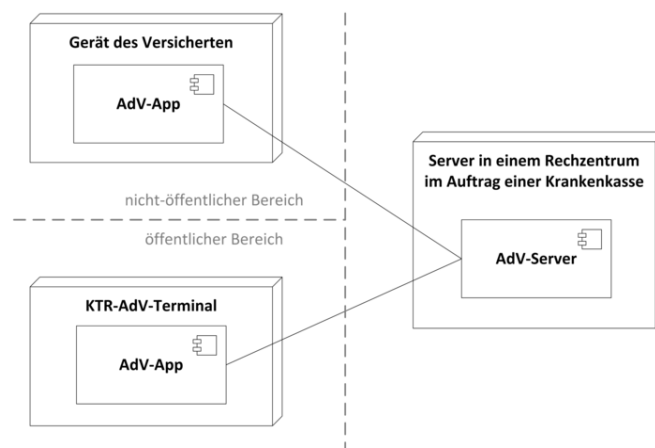 Gerät des Versicherten
AdV-App
nicht-öffentlicher Bereich
öffentlicher Bereich
KTR-AdV-Terminal
AdV-App
Server in einem Rechzentrum
im Auftrag einer Krankenkasse
AdV-Server